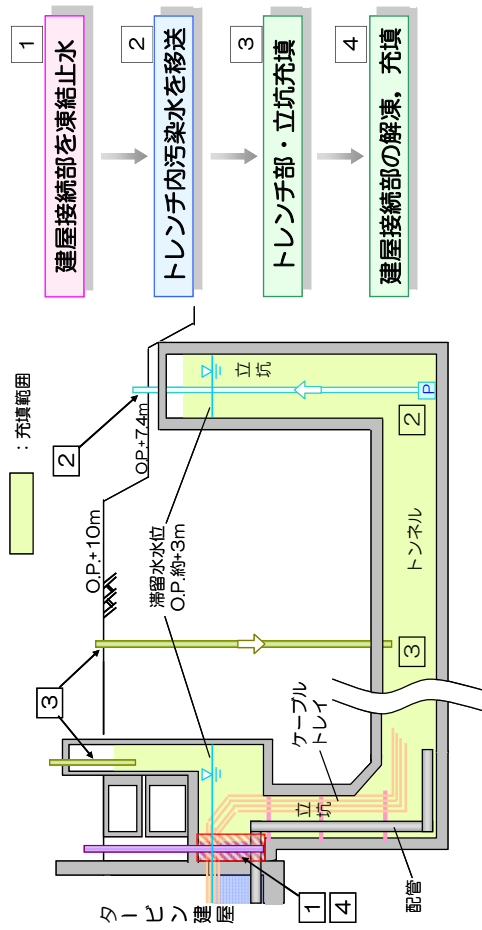 1
建屋接続部を凍結止水
2
トレンチ内汚染水を移送
3
トレンチ部・立坑充填
4
建屋接続部の解凍，充填
：充填範囲
O.P.+10m
O.P.+7.4m
2
3
滞留水水位
O.P.約+3m
立坑
P
2
トンネル
3
ケーブル
トレイ
立坑
配管
タービン建屋
1
4